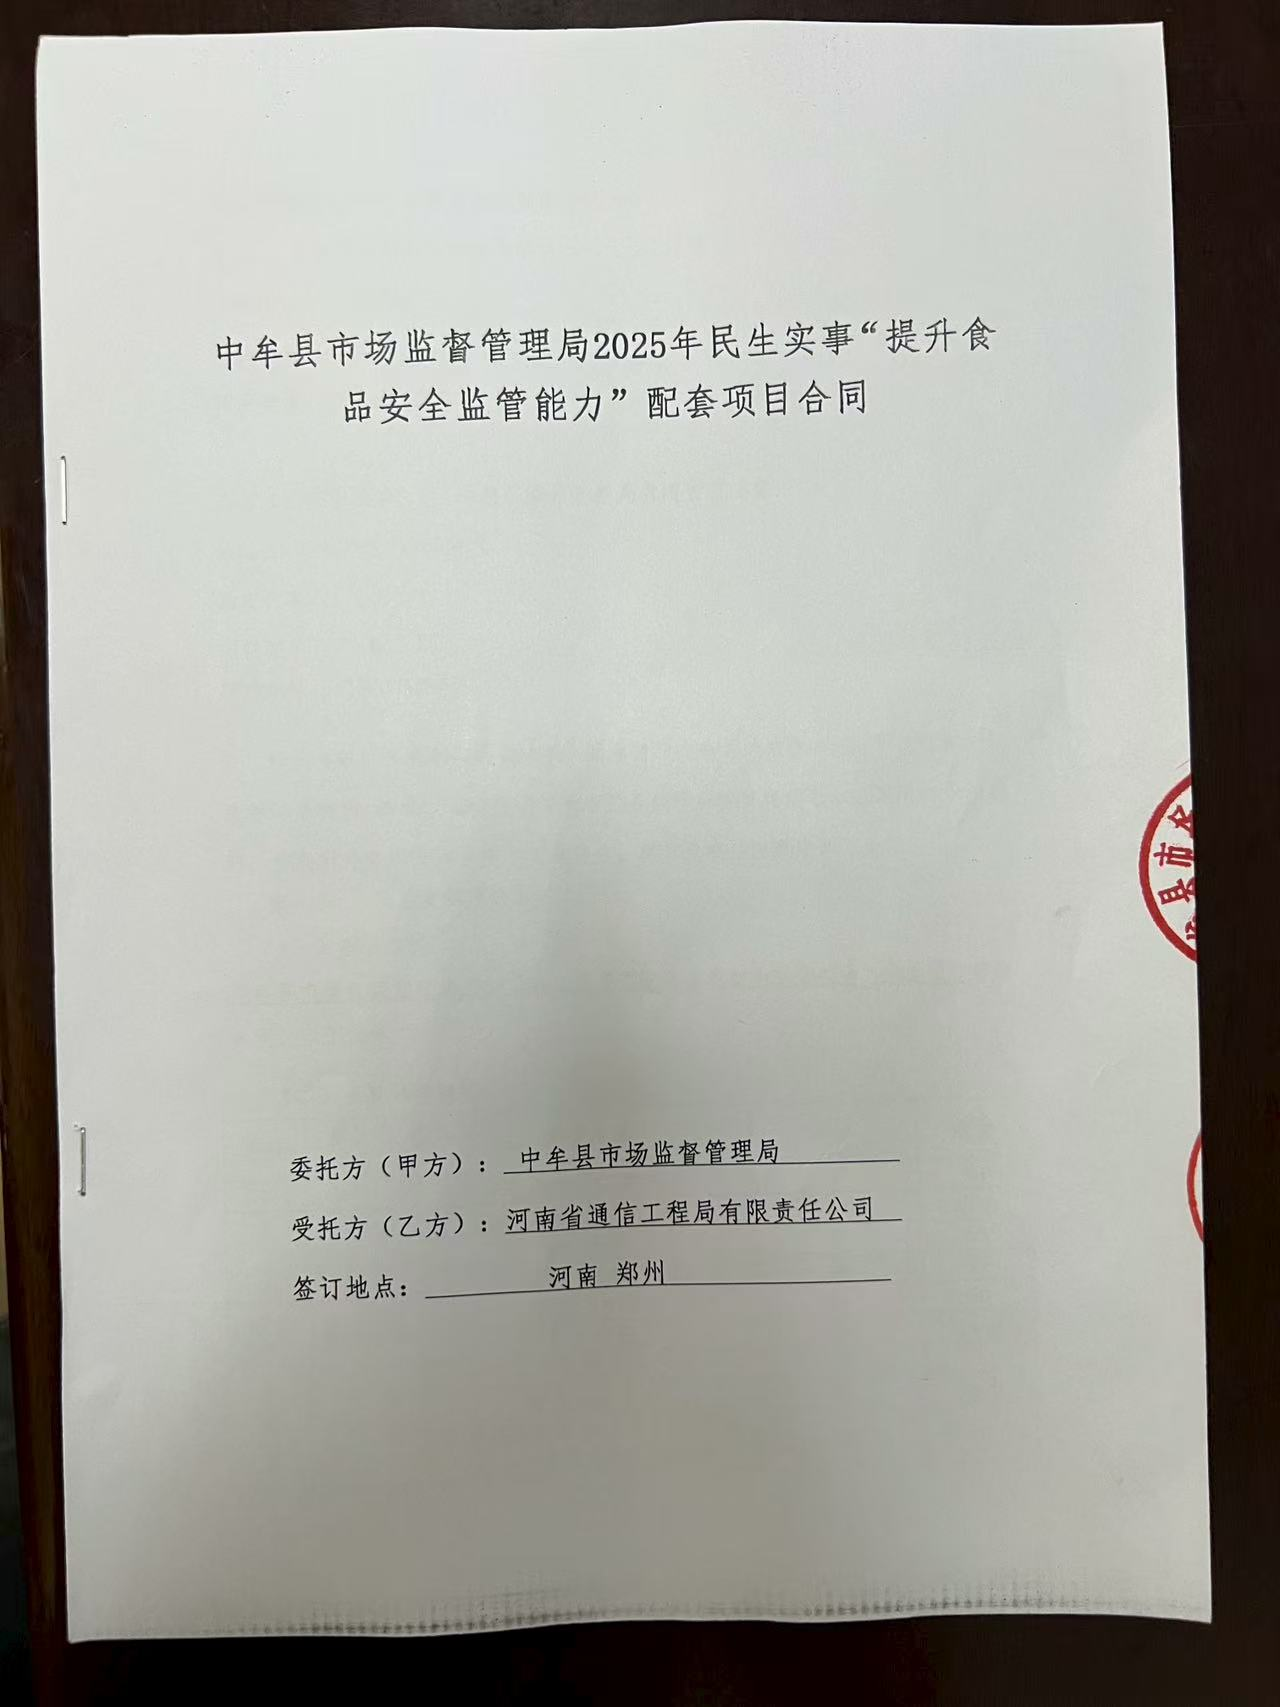 中牟县市场监督管理局2025年民生实事“提升食
品安全监管能力”配套项目合同
县市
委托方（甲方）：中牟县市场监督管理局
受托方（乙方）：河南省通信工程局有限责任公司
签订地点：河南 郑州